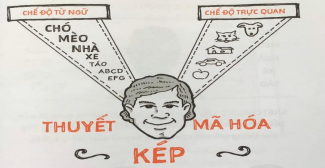 CHẾ ĐỘ TỪ NGỮ
CHẾ ĐỘ TRỰC QUAN
CHÓ
MÈO
NHÀ
XE
TÁO
ABCD
EFG
THUYẾT MÃ HÓA
KÉP